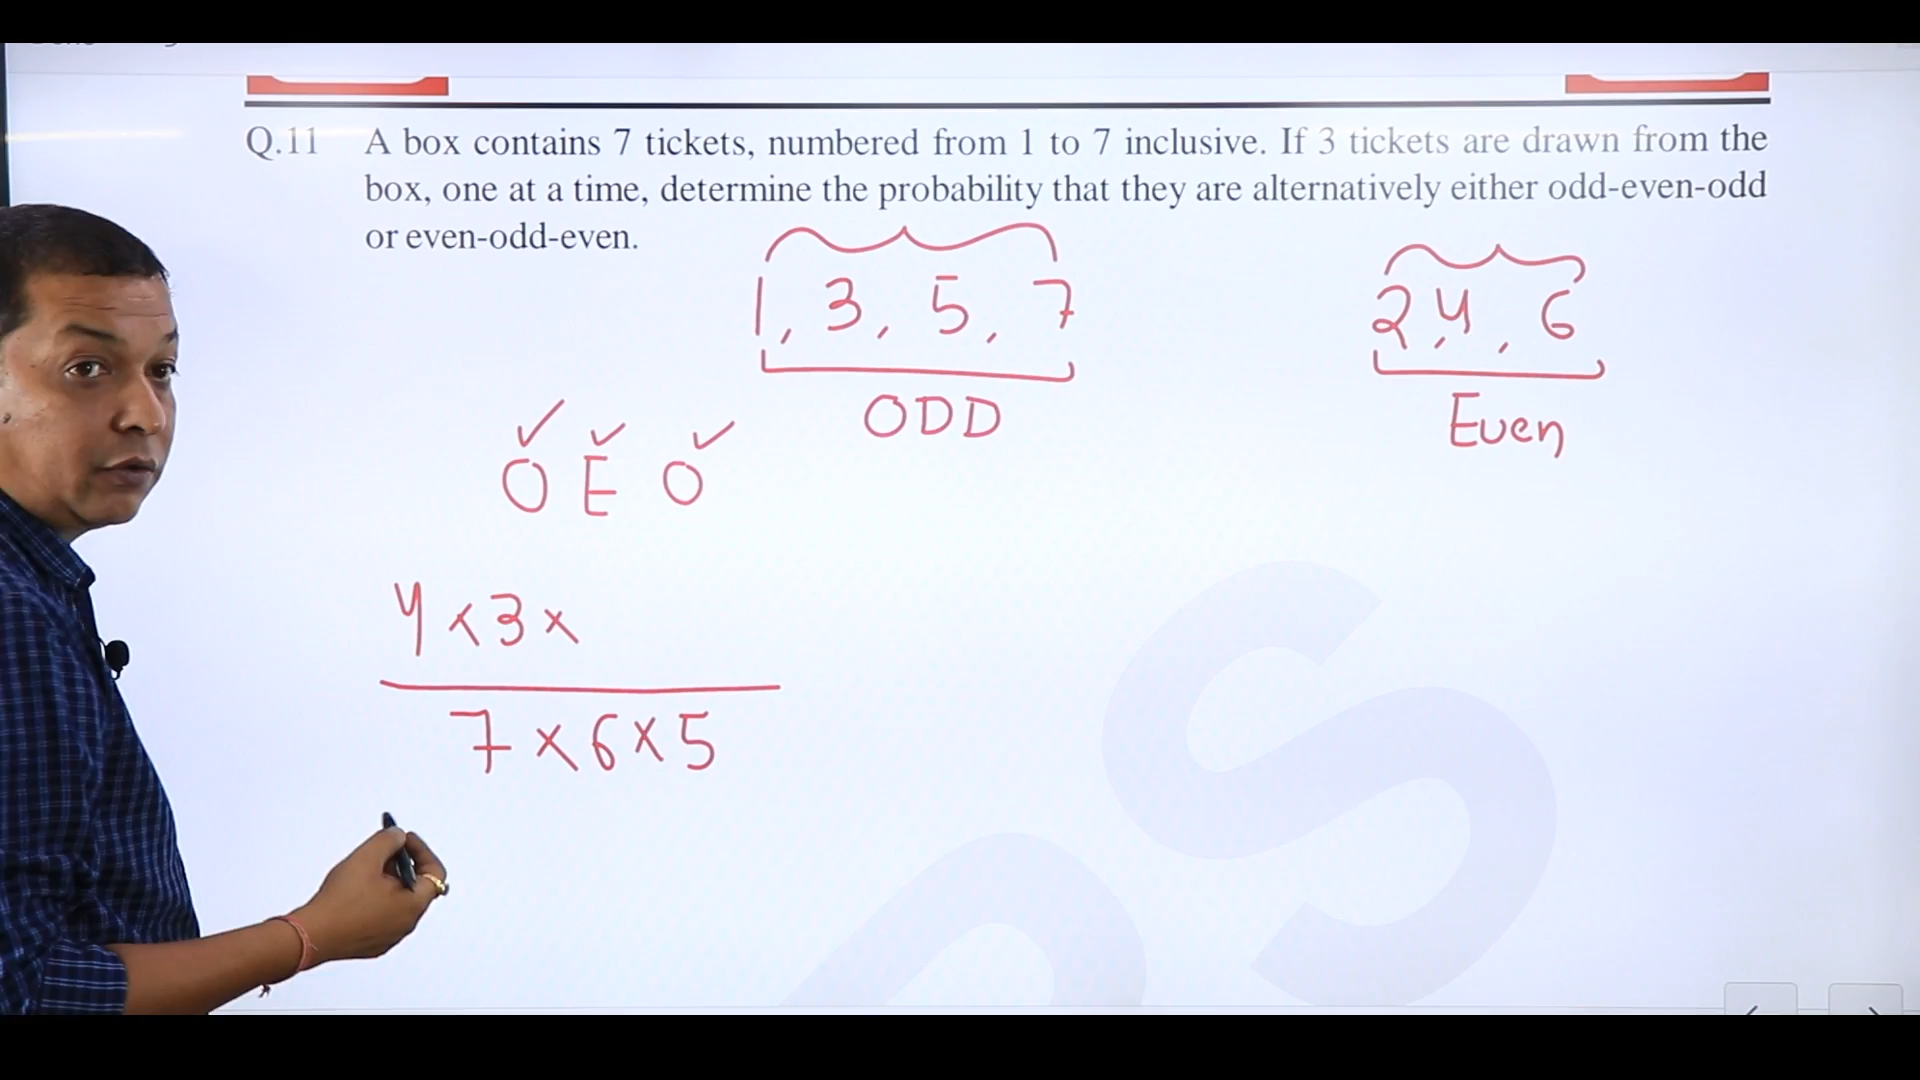 Q.11 A box contains 7 tickets, numbered from 1 to 7 inclusive. If 3 tickets are drawn from the
box, one at a time, determine the probability that they are alternatively either odd-even-odd
or even-odd-even.
1, 3, 5, 7
2, 4, 6
ODD
Even
O E O
4 × 3 ×
7 × 6 × 5